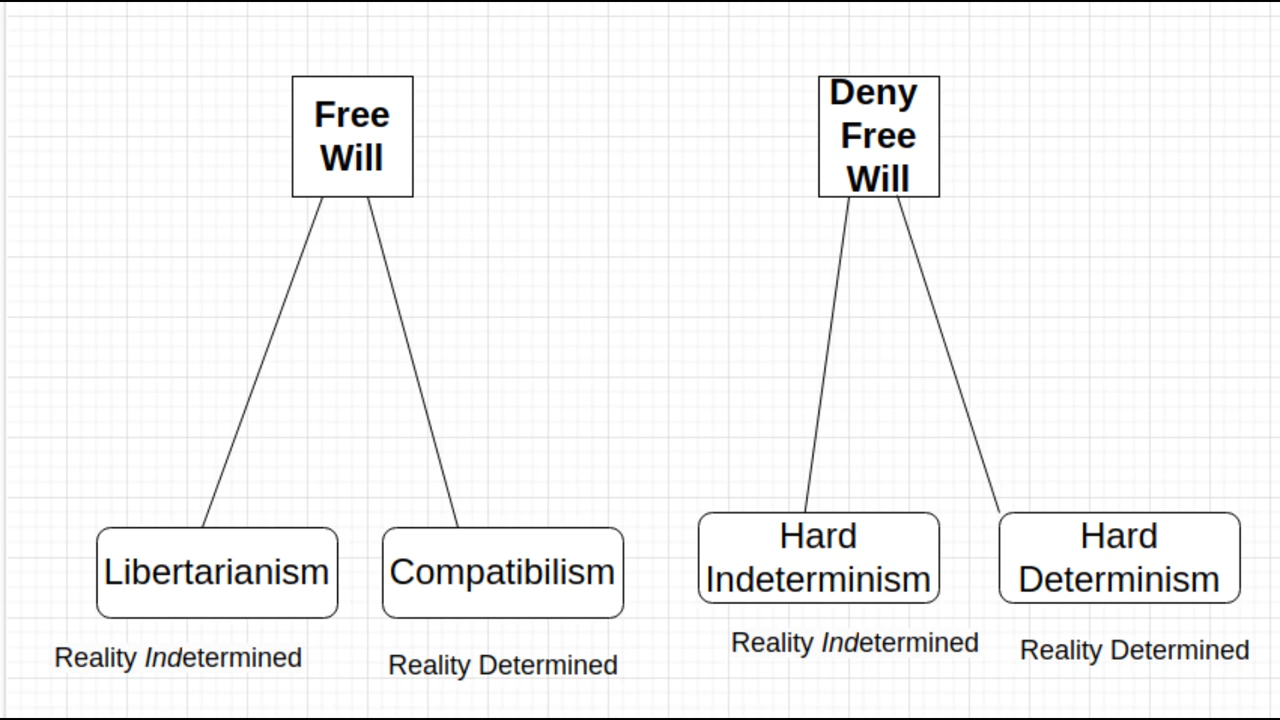 Free
Will
Deny
Free
Will
Libertarianism
Compatibilism
Hard
Indeterminism
Hard
Determinism
Reality Indetermined
Reality Determined
Reality Indetermined
Reality Determined